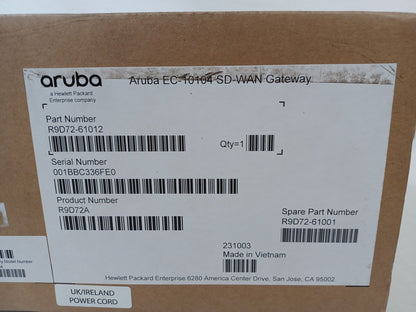 aruba
a Hewlett Packard
Enterprise company
Aruba EC-10104 SD-WAN Gateway
Part Number
R9D72-61012
Qty=1
Serial Number
001BBC336FE0
Product Number
R9D72A
Spare Part Number
R9D72-61001
231003
Made in Vietnam
Hewlett Packard Enterprise 6280 America Center Drive, San Jose, CA 95002
Model Number
UK/IRELAND
POWER CORD